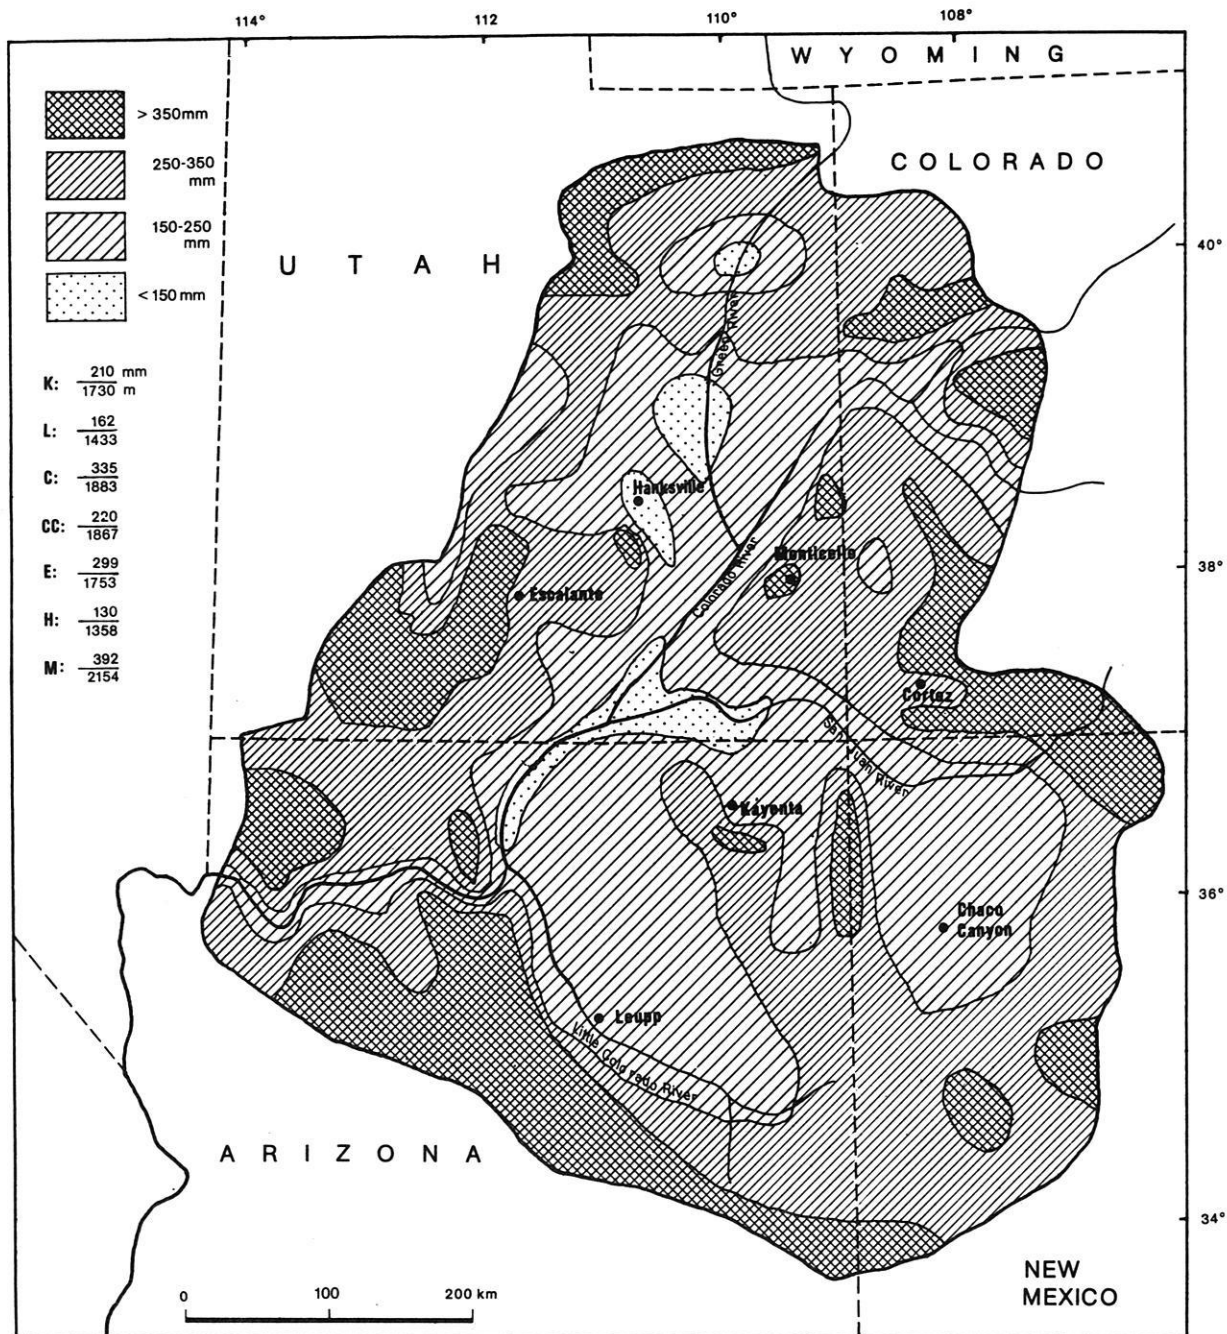 114°
112
110°
108°
WYOMING
COLORADO
> 350mm
250-350
mm
150-250
mm
< 150 mm
UTAH
40°
K: 210 mm
1730 m
L: 162
1433
C: 335
1883
CC: 220
1867
E: 299
1753
H: 130
1358
M: 392
2154
Green River
Hanksville
Colorado River
Monticello
38°
Escalante
Cortez
San Juan River
Kayenta
36°
Chaco
Canyon
Leupp
Little Colorado River
ARIZONA
34°
NEW
MEXICO
0 100 200 km